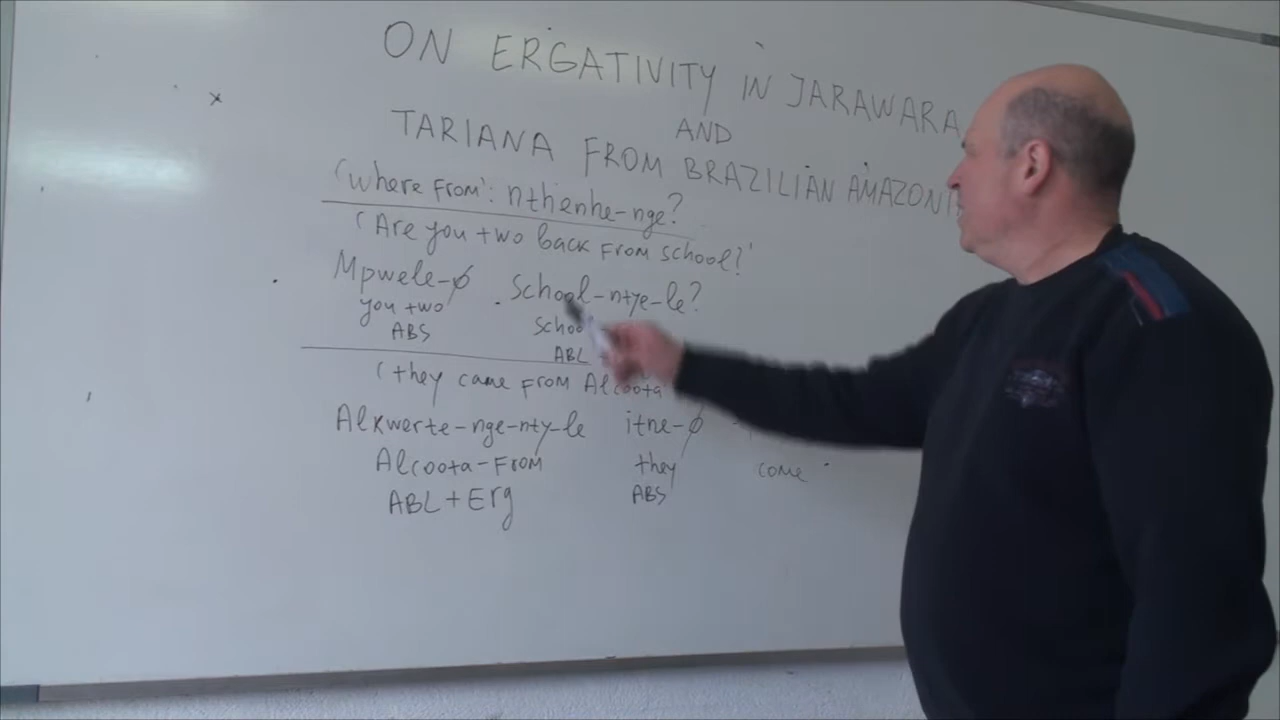 ON ERGATIVITY IN JARAWARA
AND
TARIANA FROM BRAZILIAN AMAZONI
'where from': nthenhe-nge?
'Are you two back from school?'
Mpwele-ø school-ntye-le?
you two School
ABS ABL
'they came from Alcoota
Alkwerte-nge-nty-le itne-ø
Alcoota-From they come
ABL + Erg ABS